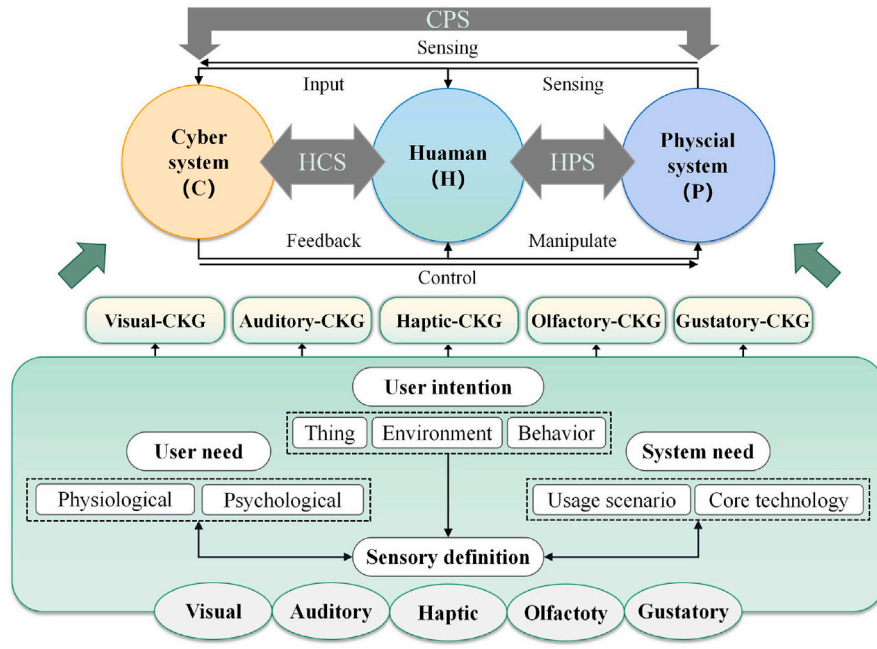 CPS
Sensing
Input
Sensing
Cyber
system
(C)
HCS
Huaman
(H)
HPS
Physcial
system
(P)
Feedback
Manipulate
Control
Visual-CKG
Auditory-CKG
Haptic-CKG
Olfactory-CKG
Gustatory-CKG
User intention
Thing
Environment
Behavior
User need
System need
Physiological
Psychological
Usage scenario
Core technology
Sensory definition
Visual
Auditory
Haptic
Olfactoty
Gustatory